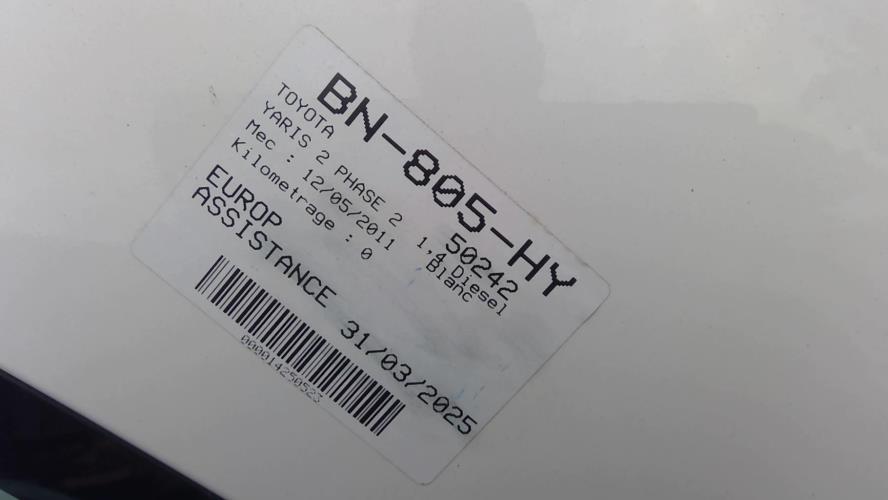 BN-805-HY
TOYOTA
50242
YARIS 2 PHASE 2 1,4 Diesel
Mec : 12/05/2011 Blanc
Kilometrage : 0
EUROP
ASSISTANCE 31/03/2025
000014290523